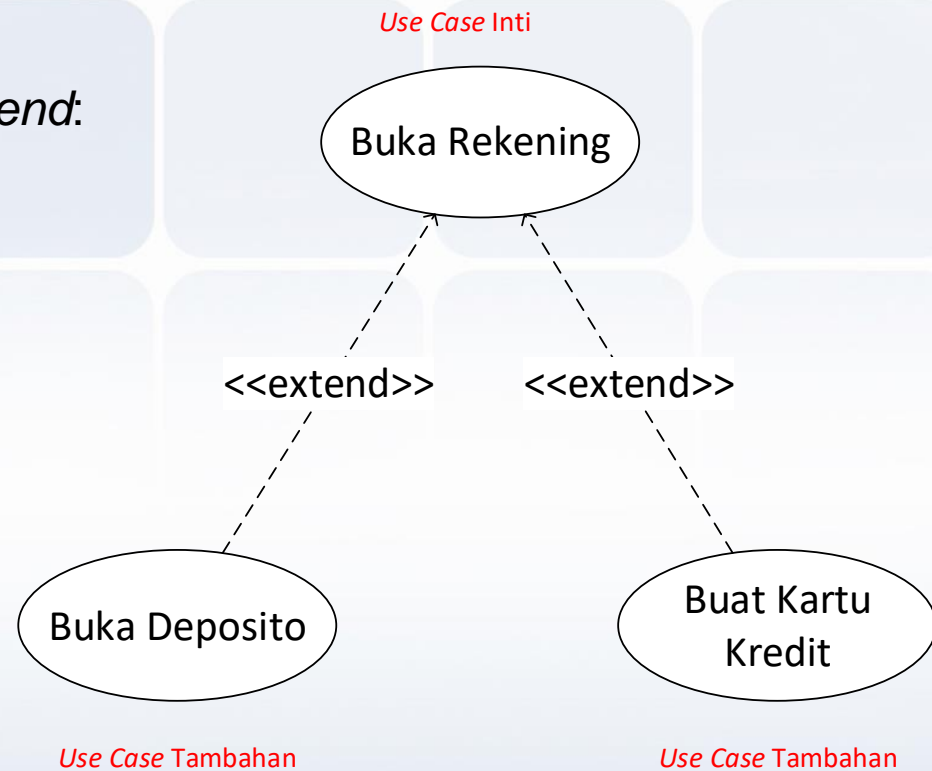 Use Case Inti
end:
Buka Rekening
<<extend>>
<<extend>>
Buka Deposito
Buat Kartu
Kredit
Use Case Tambahan
Use Case Tambahan